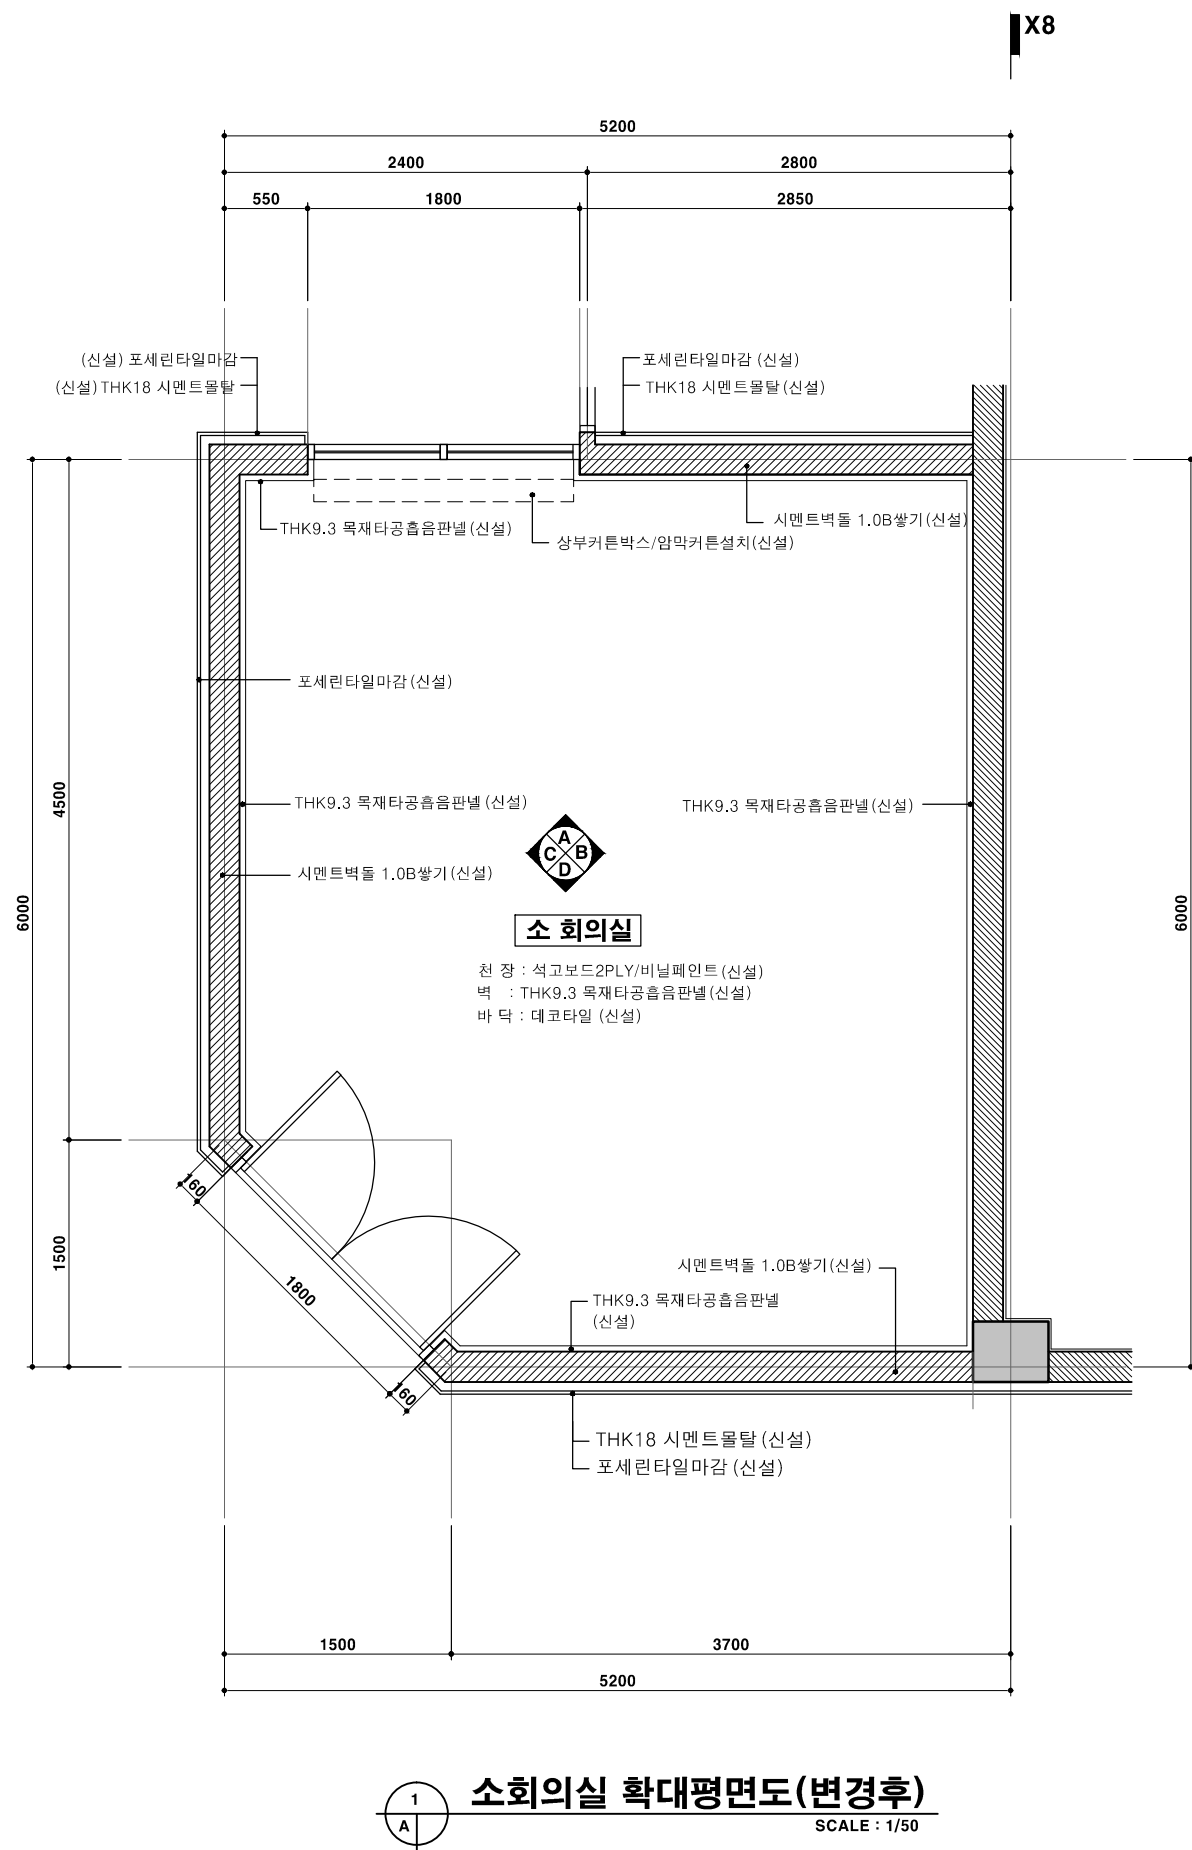 X8
5200
2400
2800
550
1800
2850
(신설) 포세린타일마감
(신설)THK18 시멘트몰탈
포세린타일마감 (신설)
THK18 시멘트몰탈(신설)
THK9.3 목재타공흡음판넬(신설)
시멘트벽돌 1.0B쌓기(신설)
상부커튼박스/암막커튼설치(신설)
포세린타일마감(신설)
4500
THK9.3 목재타공흡음판넬(신설)
THK9.3 목재타공흡음판넬(신설)
A
C
B
D
시멘트벽돌 1.0B쌓기(신설)
6000
6000
소 회의실
천 장 : 석고보드2PLY/비닐페인트(신설)
벽 : THK9.3 목재타공흡음판넬(신설)
바 닥 : 데코타일 (신설)
160
1500
1800
시멘트벽돌 1.0B쌓기(신설)
THK9.3 목재타공흡음판넬
(신설)
160
THK18 시멘트몰탈 (신설)
포세린타일마감 (신설)
1500
3700
5200
1
A
소회의실 확대평면도(변경후)
SCALE : 1/50